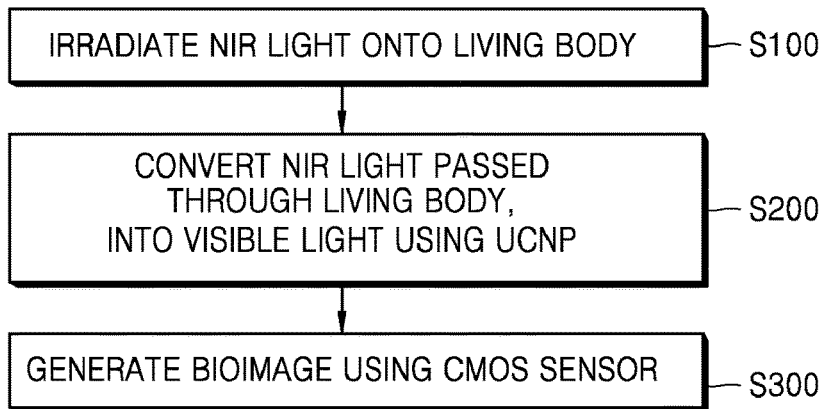 IRRADIATE NIR LIGHT ONTO LIVING BODY
S100
CONVERT NIR LIGHT PASSED
THROUGH LIVING BODY,
INTO VISIBLE LIGHT USING UCNP
S200
GENERATE BIOIMAGE USING CMOS SENSOR
S300